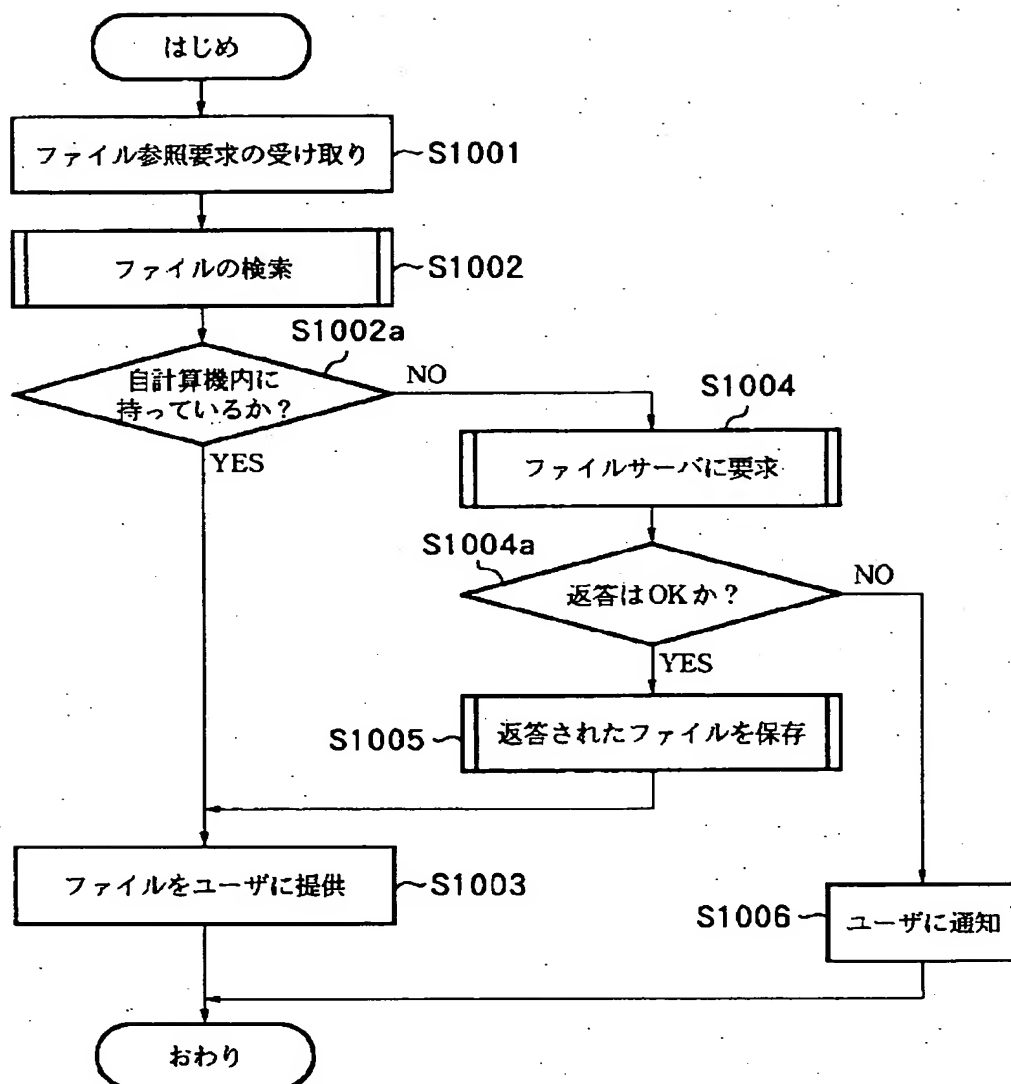 はじめ
ファイル参照要求の受け取り
S1001
ファイルの検索
S1002
S1002a
自計算機内に
持っているか?
NO
YES
S1004
ファイルサーバに要求
S1004a
返答はOKか?
NO
YES
S1005
返答されたファイルを保存
ファイルをユーザに提供
S1003
S1006
ユーザに通知
おわり